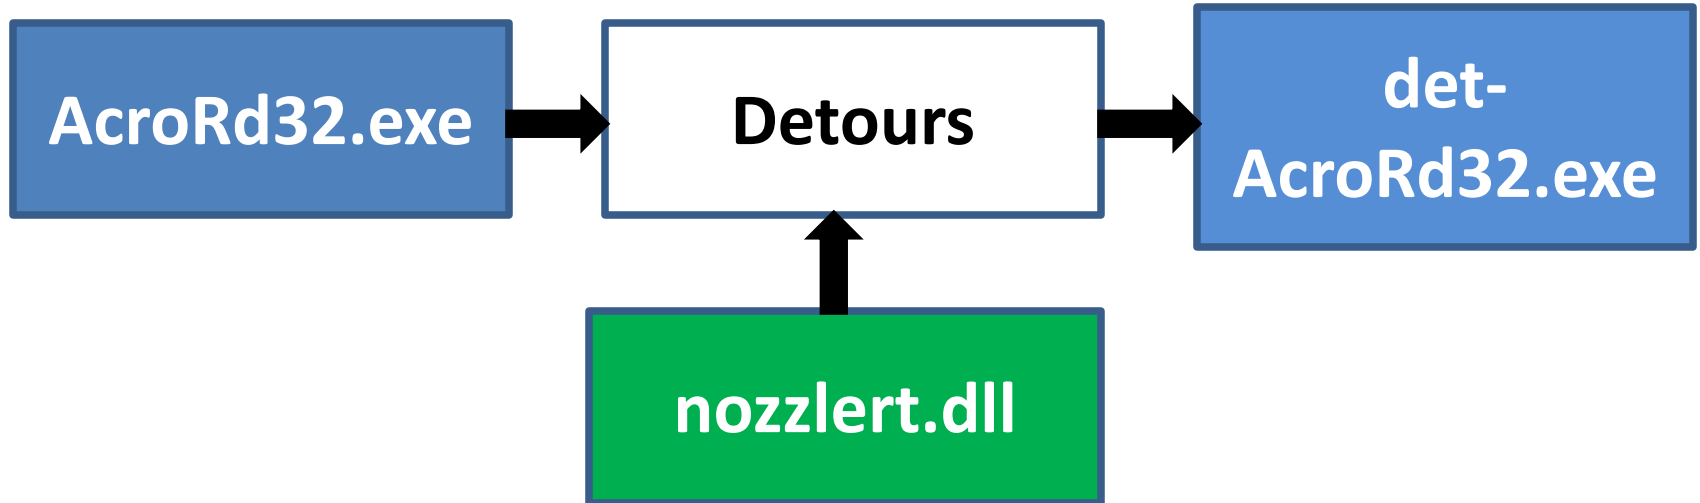 AcroRd32.exe
Detours
det-
AcroRd32.exe
nozzlert.dll